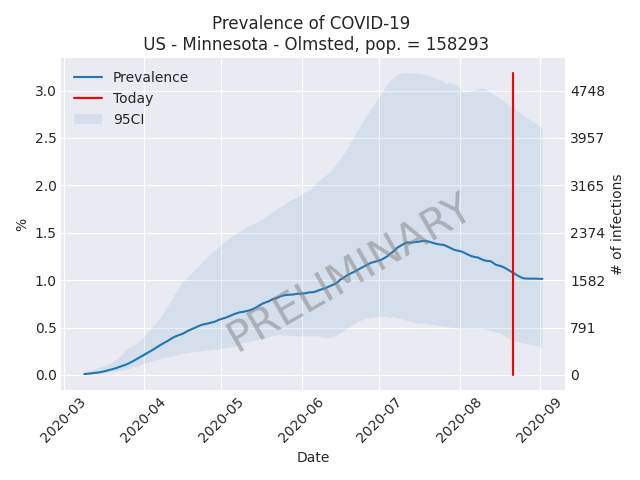 Prevalence of COVID-19
US - Minnesota - Olmsted, pop. = 158293
Prevalence
Today
95CI
3.0
2.5
2.0
1.5
1.0
0.5
0.0
%
4748
3957
3165
2374
1582
791
0
# of infections
PRELIMINARY
2020-03
2020-04
2020-05
2020-06
2020-07
2020-08
2020-09
Date